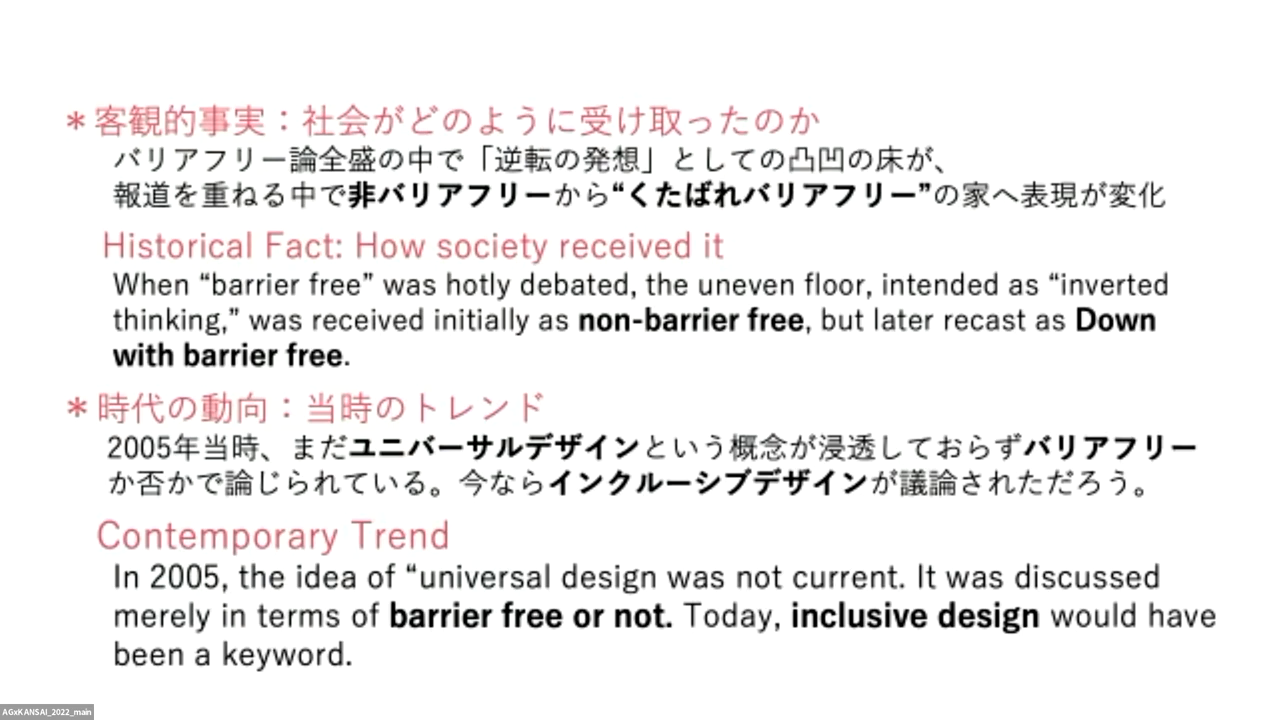 ＊客観的事実：社会がどのように受け取ったのか
バリアフリー論全盛の中で「逆転の発想」としての凸凹の床が、
報道を重ねる中で非バリアフリーから“くたばれバリアフリー”の家へ表現が変化
Historical Fact: How society received it
When “barrier free” was hotly debated, the uneven floor, intended as “inverted
thinking,” was received initially as non-barrier free, but later recast as Down
with barrier free.
＊時代の動向：当時のトレンド
2005年当時、まだユニバーサルデザインという概念が浸透しておらずバリアフリー
か否かで論じられている。今ならインクルーシブデザインが議論されただろう。
Contemporary Trend
In 2005, the idea of “universal design was not current. It was discussed
merely in terms of barrier free or not. Today, inclusive design would have
been a keyword.
AGxKANSAI_2022_main